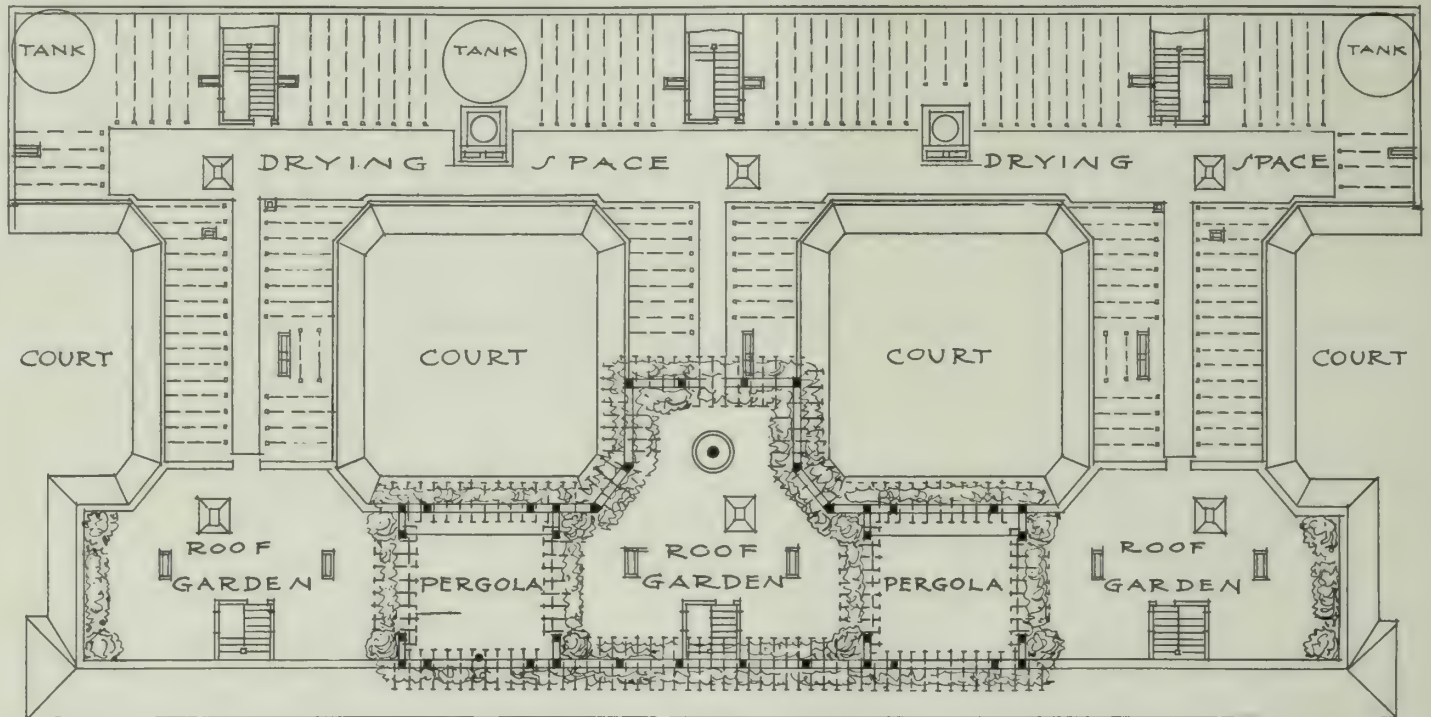 TANK
TANK
TANK
DRYING SPACE
DRYING SPACE
COURT
COURT
COURT
COURT
ROOF
GARDEN
PERGOLA
ROOF
GARDEN
PERGOLA
ROOF
GARDEN